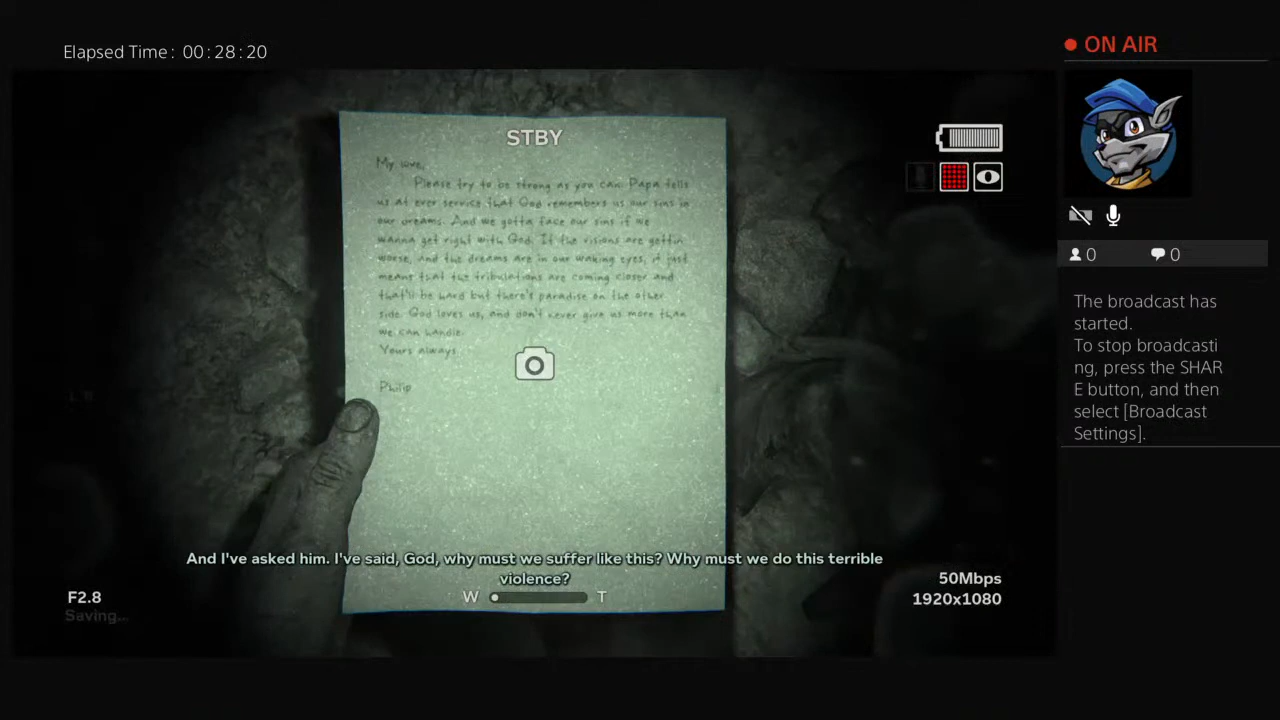 Elapsed Time: 00:28:20
ON AIR
STBY
My love,
Please try to be strong as you can. Papa tells
us at ever service that God remembers us our sins in
our dreams. And we gotta face our sins if we
wanna get right with God. If the visions are gettin
worse, and the dreams are in our waking eyes, it just
means that the tribulations are coming closer and
that'll be hard but there's paradise on the other
side. God loves us, and don't never give us more than
we can handle.
Yours always
Philip
0
0
The broadcast has
started.
To stop broadcasti
ng, press the SHAR
E button, and then
select [Broadcast
Settings].
And I've asked him. I've said, God, why must we suffer like this? Why must we do this terrible
violence?
W T
F2.8
Saving...
50Mbps
1920x1080